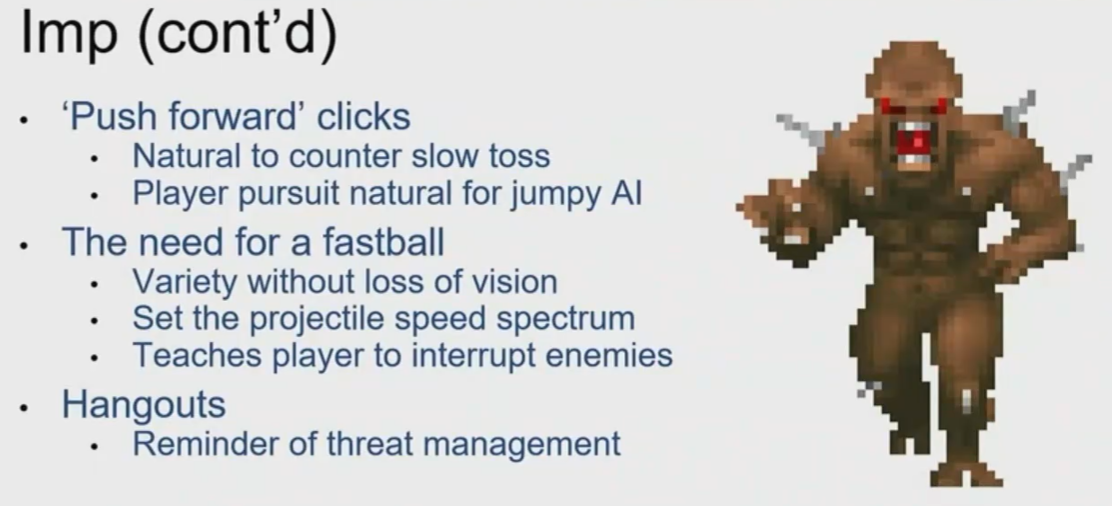 Imp (cont’d)
• ‘Push forward’ clicks
• Natural to counter slow toss
• Player pursuit natural for jumpy AI
• The need for a fastball
• Variety without loss of vision
• Set the projectile speed spectrum
• Teaches player to interrupt enemies
• Hangouts
• Reminder of threat management